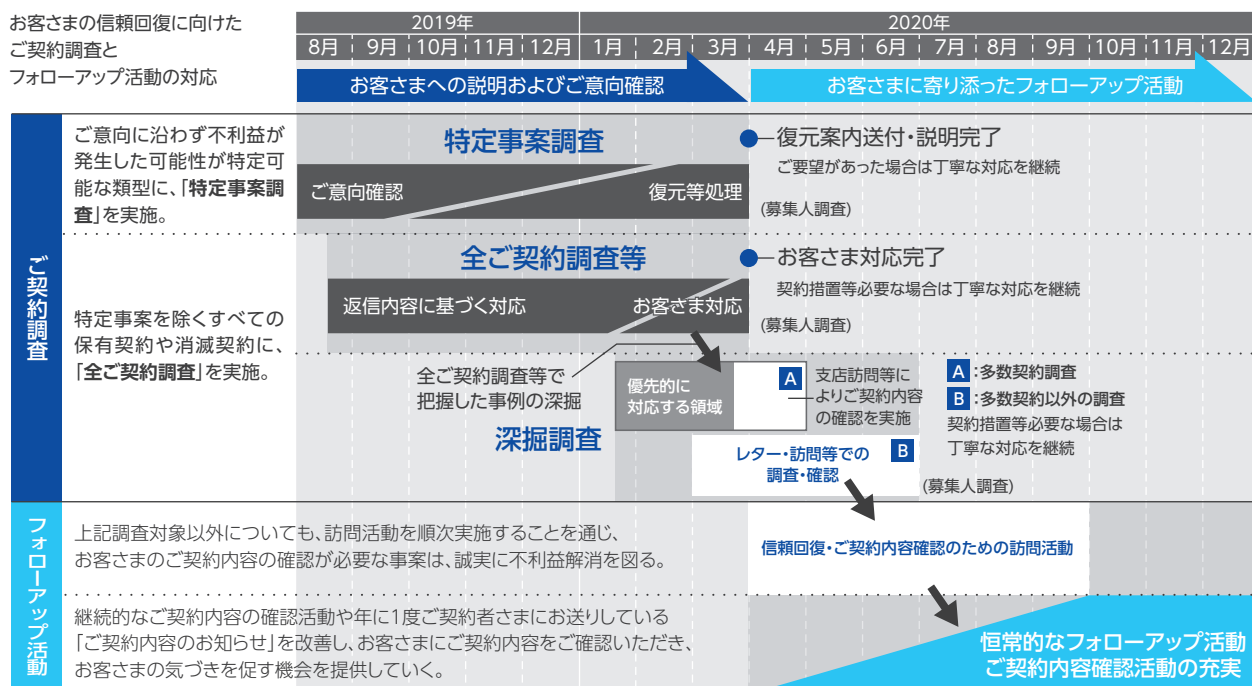 お客さまの信頼回復に向けた
ご契約調査と
フォローアップ活動の対応
2019年
2020年
8月 9月 10月 11月 12月 1月 2月 3月 4月 5月 6月 7月 8月 9月 10月 11月 12月
お客さまへの説明およびご意向確認
お客さまに寄り添ったフォローアップ活動
ご契約調査
ご意向に沿わず不利益が
発生した可能性が特定可
能な類型に、「特定事案調
査」を実施。
特定事案調査
ご意向確認
復元等処理
復元案内送付・説明完了
ご要望があった場合は丁寧な対応を継続
(募集人調査)
特定事案を除くすべての
保有契約や消滅契約に、
「全ご契約調査」を実施。
全ご契約調査等
返信内容に基づく対応
お客さま対応
お客さま対応完了
契約措置等必要な場合は丁寧な対応を継続
(募集人調査)
全ご契約調査等で
把握した事例の深掘
深掘調査
優先的に
対応する領域
A
支店訪問等に
よりご契約内容
の確認を実施
A:多数契約調査
B:多数契約以外の調査
契約措置等必要な場合は
丁寧な対応を継続
レター・訪問等での
調査・確認
B
(募集人調査)
フォローアップ活動
上記調査対象以外についても、訪問活動を順次実施することを通じ、
お客さまのご契約内容の確認が必要な事案は、誠実に不利益解消を図る。
信頼回復・ご契約内容確認のための訪問活動
継続的なご契約内容の確認活動や年に1度ご契約者さまにお送りしている
「ご契約内容のお知らせ」を改善し、お客さまにご契約内容をご確認いただき、
お客さまの気づきを促す機会を提供していく。
恒常的なフォローアップ活動
ご契約内容確認活動の充実